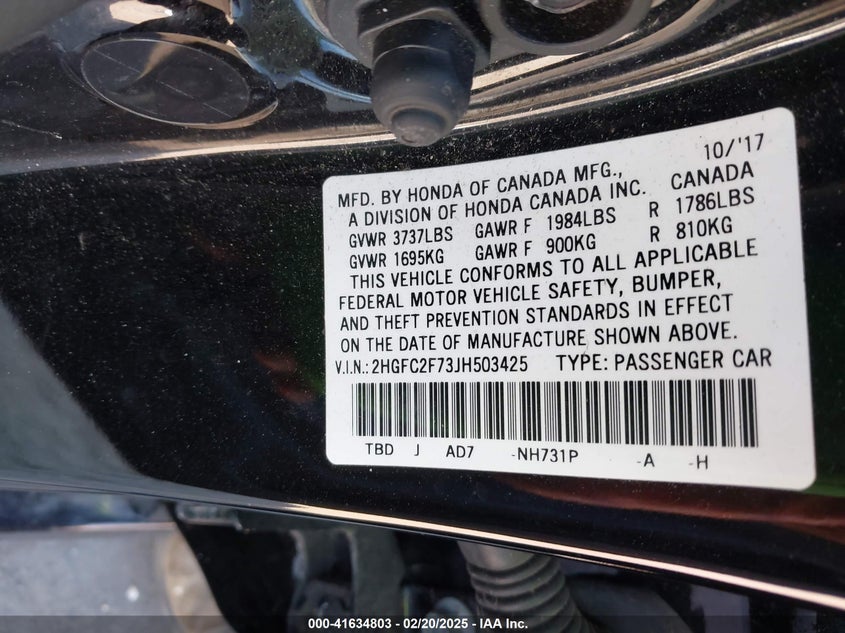 10/'17
MFD. BY HONDA OF CANADA MFG.,
A DIVISION OF HONDA CANADA INC. CANADA
GVWR 3737LBS GAWR F 1984LBS R 1786LBS
GVWR 1695KG GAWR F 900KG R 810KG
THIS VEHICLE CONFORMS TO ALL APPLICABLE
FEDERAL MOTOR VEHICLE SAFETY, BUMPER,
AND THEFT PREVENTION STANDARDS IN EFFECT
ON THE DATE OF MANUFACTURE SHOWN ABOVE.
V.I.N.: 2HGFC2F73JH503425 TYPE: PASSENGER CAR
TBD J AD7 -NH731P -A -H
000-41634803 — 02/20/2025 — IAA Inc.